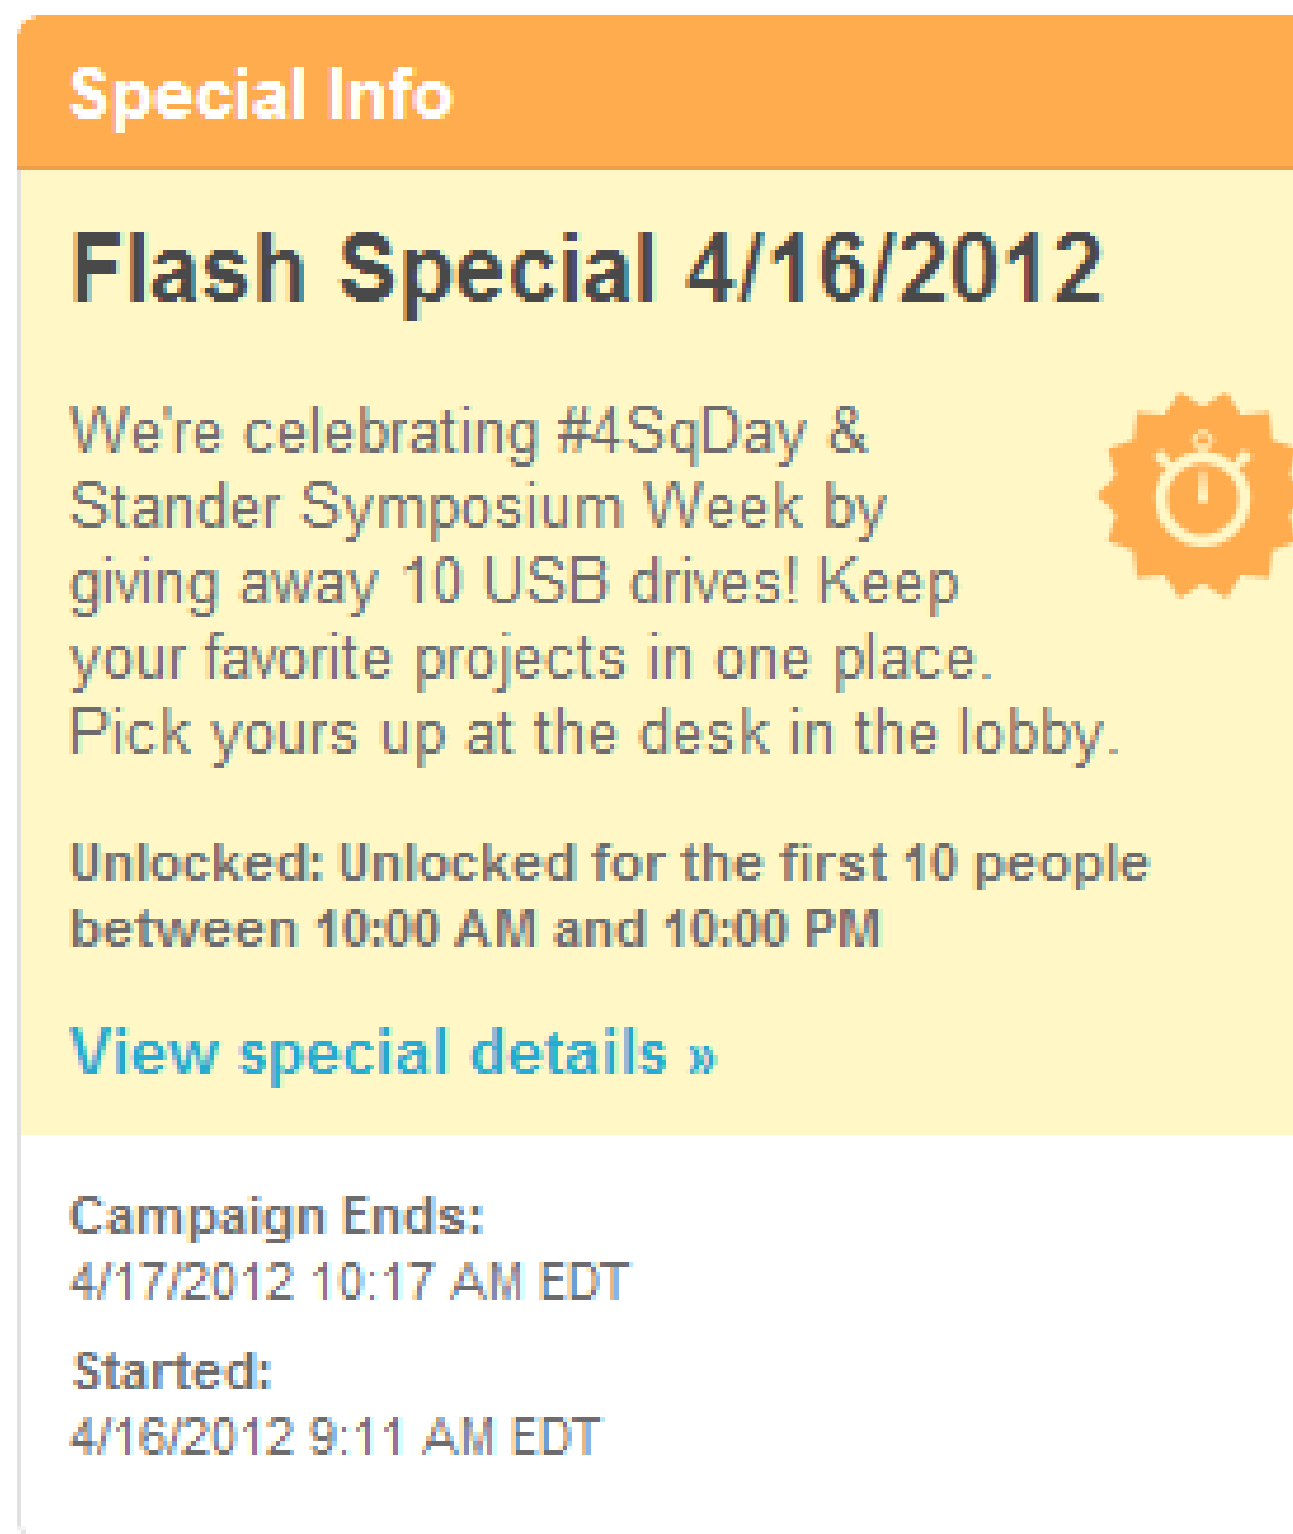 Special Info
Flash Special 4/16/2012
We're celebrating #4SqDay &
Stander Symposium Week by
giving away 10 USB drives! Keep
your favorite projects in one place.
Pick yours up at the desk in the lobby.
Unlocked: Unlocked for the first 10 people
between 10:00 AM and 10:00 PM
View special details »
Campaign Ends:
4/17/2012 10:17 AM EDT
Started:
4/16/2012 9:11 AM EDT